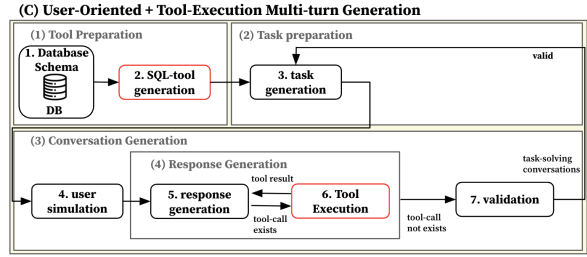 (C) User-Oriented + Tool-Execution Multi-turn Generation
(1) Tool Preparation
1. Database
Schema
DB
2. SQL-tool
generation
(2) Task preparation
3. task
generation
valid
(3) Conversation Generation
4. user
simulation
(4) Response Generation
5. response
generation
tool result
tool-call
exists
6. Tool
Execution
tool-call
not exists
7. validation
task-solving
conversations